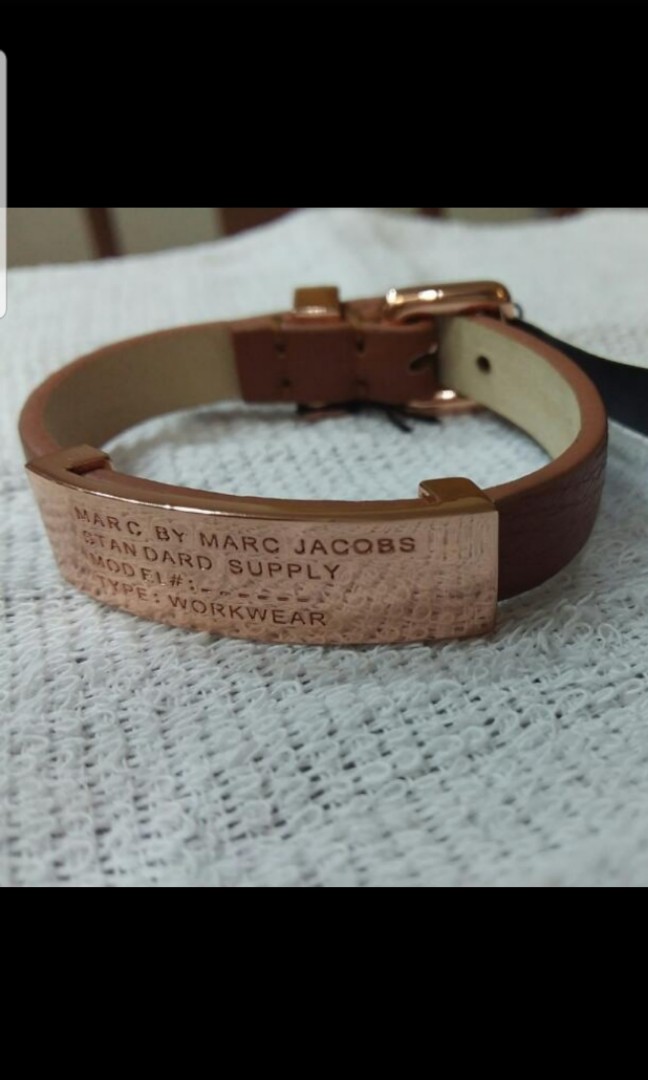 MARC BY MARC JACOBS
STANDARD SUPPLY
MODEL#:-------
TYPE: WORKWEAR